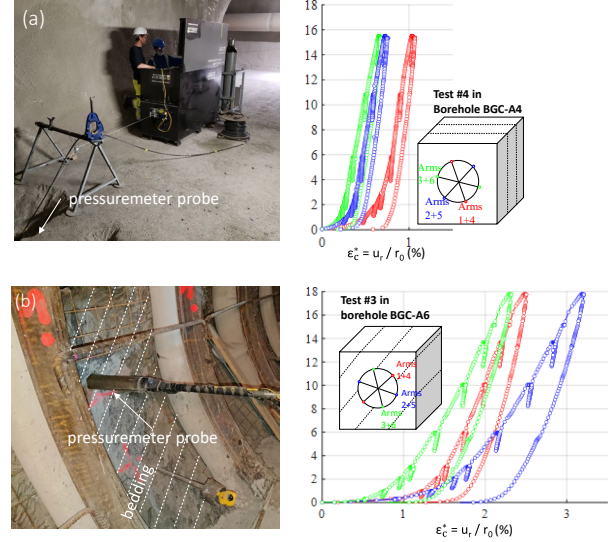 (a)
pressuremeter probe
18
16
14
12
10
8
6
4
2
0
0
1
ε*c = ur / r0 (%)
Test #4 in
Borehole BGC-A4
Arms
3+6
Arms
2+5
Arms
1+4
(b)
pressuremeter probe
bedding
18
16
14
12
10
8
6
4
2
0
0
1
2
3
ε*c = ur / r0 (%)
Test #3 in
borehole BGC-A6
Arms
1+4
Arms
2+5
Arms